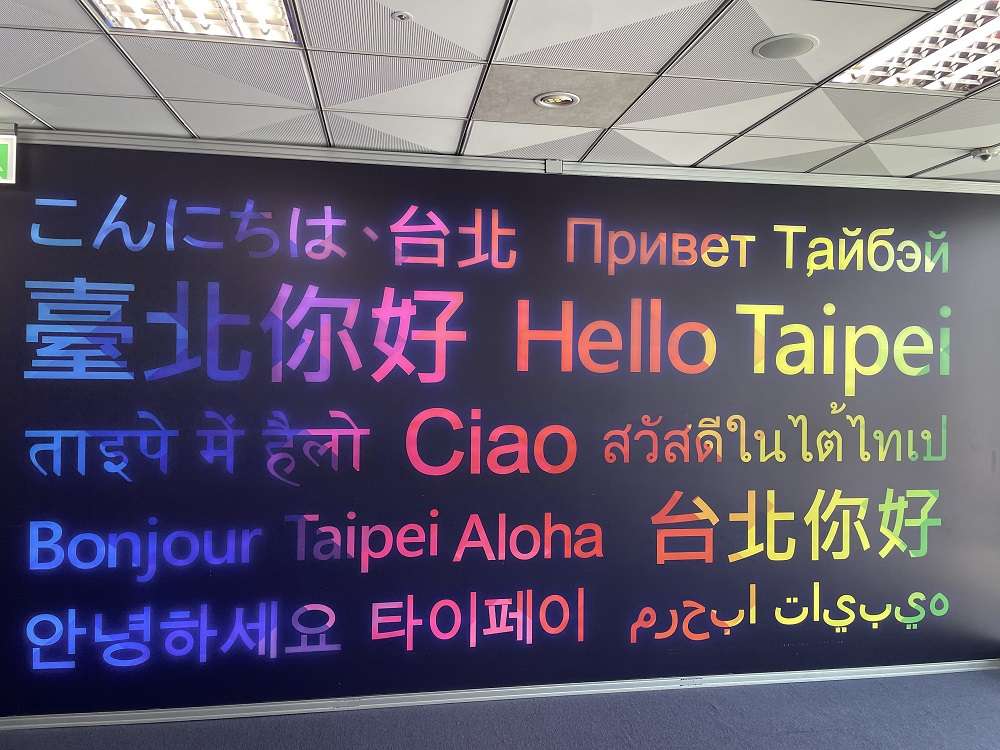 こんにちは、台北 Привет Тайбэй
臺北你好 Hello Taipei
ताइपे में हैलो Ciao สวัสดีในไต้ไทเป
Bonjour Taipei Aloha 台北你好
안녕하세요 타이페이 هيبيات ابحرم